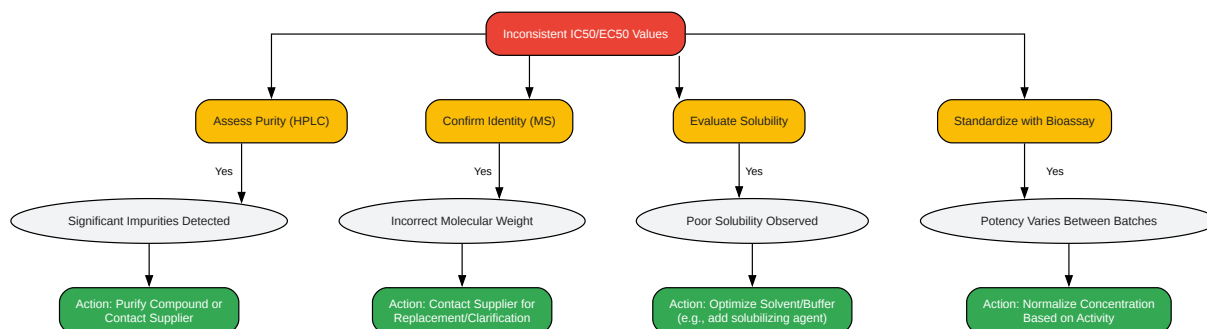 Inconsistent IC50/EC50 Values
Assess Purity (HPLC)
Confirm Identity (MS)
Evaluate Solubility
Standardize with Bioassay
Yes
Yes
Yes
Yes
Significant Impurities Detected
Incorrect Molecular Weight
Poor Solubility Observed
Potency Varies Between Batches
Action: Purify Compound or
Contact Supplier
Action: Contact Supplier for
Replacement/Clarification
Action: Optimize Solvent/Buffer
(e.g., add solubilizing agent)
Action: Normalize Concentration
Based on Activity